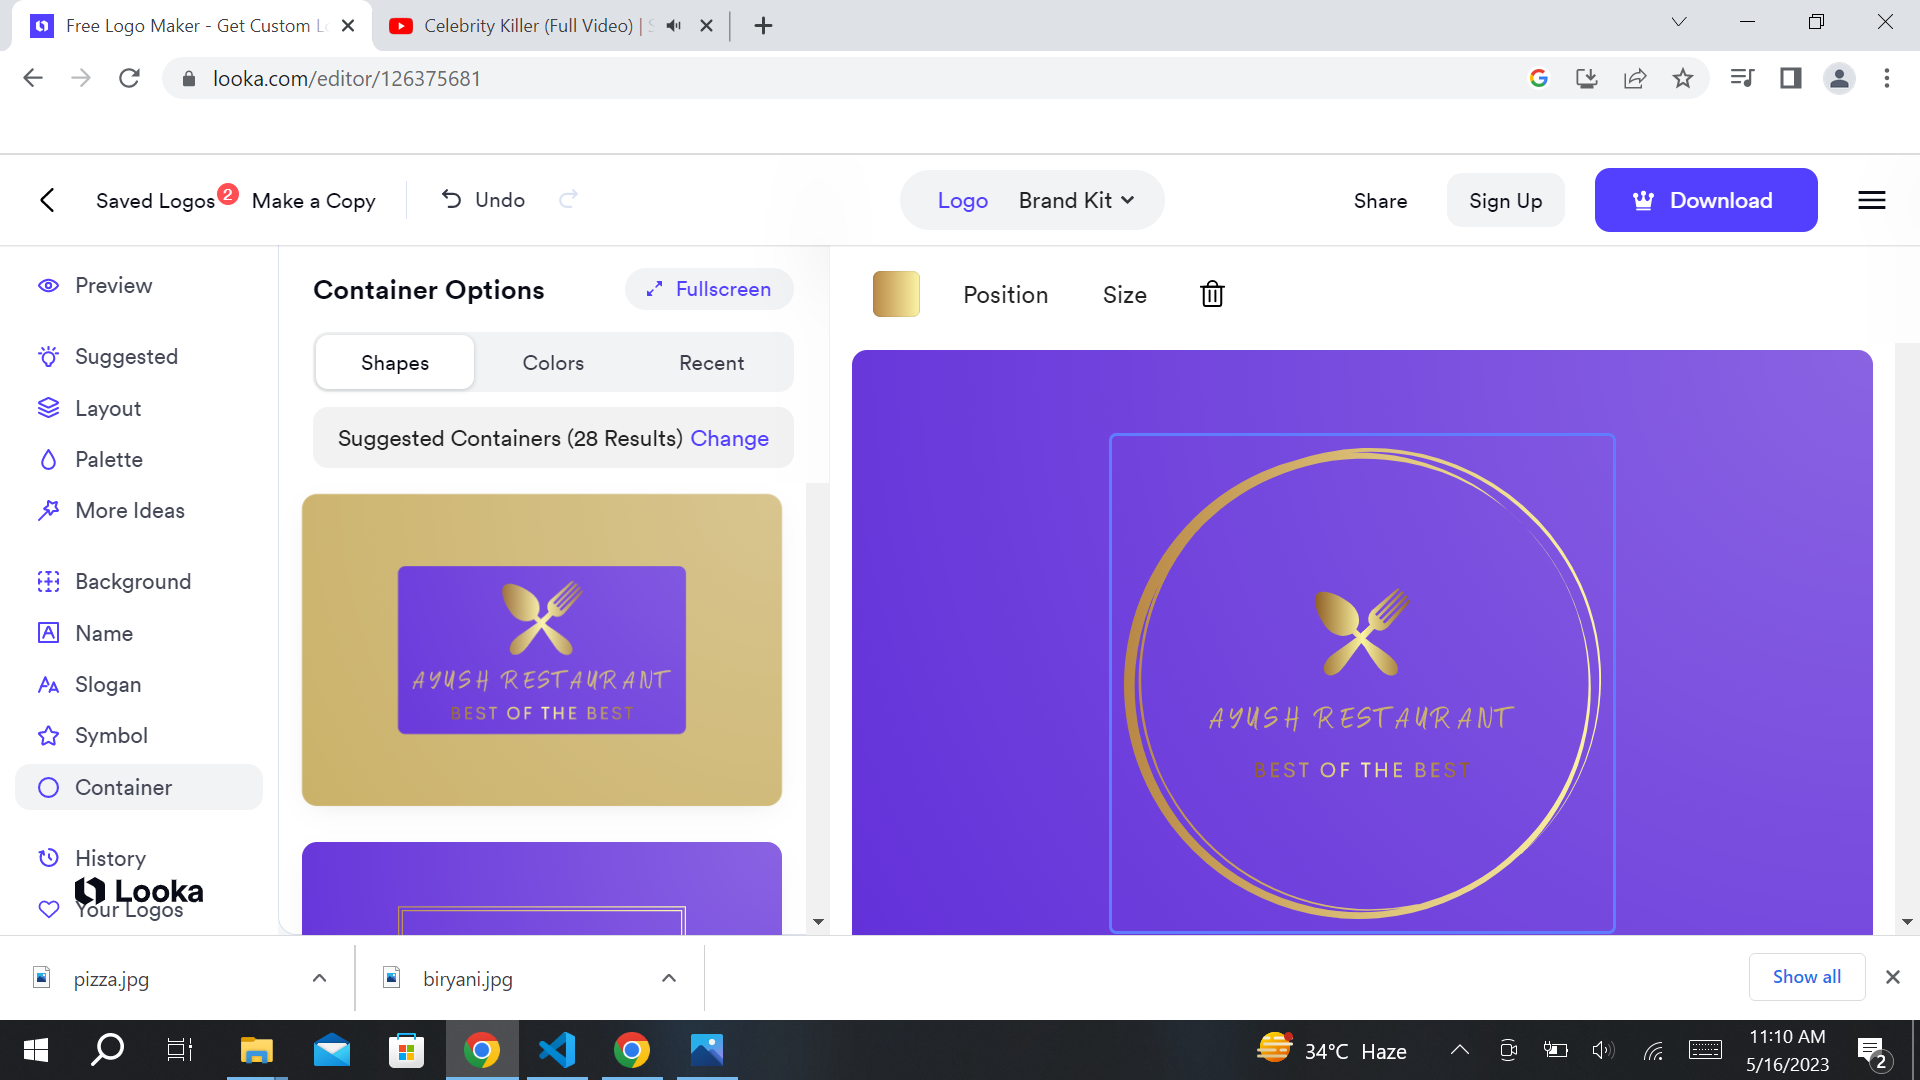 Free Logo Maker - Get Custom Lo
Celebrity Killer (Full Video) | S
looka.com/editor/126375681
Saved Logos 2
Make a Copy
Undo
Logo
Brand Kit
Share
Sign Up
Download
Preview
Suggested
Layout
Palette
More Ideas
Background
Name
Slogan
Symbol
Container
History
Looka
Your Logos
Container Options
Fullscreen
Shapes
Colors
Recent
Suggested Containers (28 Results) Change
AYUSH RESTAURANT
BEST OF THE BEST
Position
Size
AYUSH RESTAURANT
BEST OF THE BEST
pizza.jpg
biryani.jpg
Show all
34°C Haze
11:10 AM
5/16/2023
2